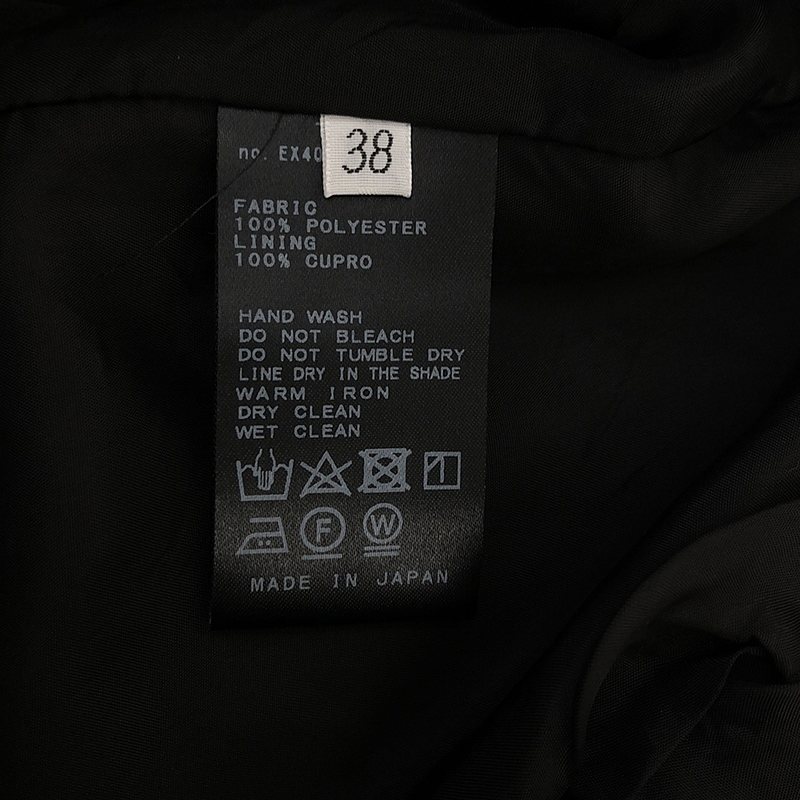 no. EX40
38
FABRIC
100% POLYESTER
LINING
100% CUPRO
HAND WASH
DO NOT BLEACH
DO NOT TUMBLE DRY
LINE DRY IN THE SHADE
WARM IRON
DRY CLEAN
WET CLEAN
F
W
MADE IN JAPAN